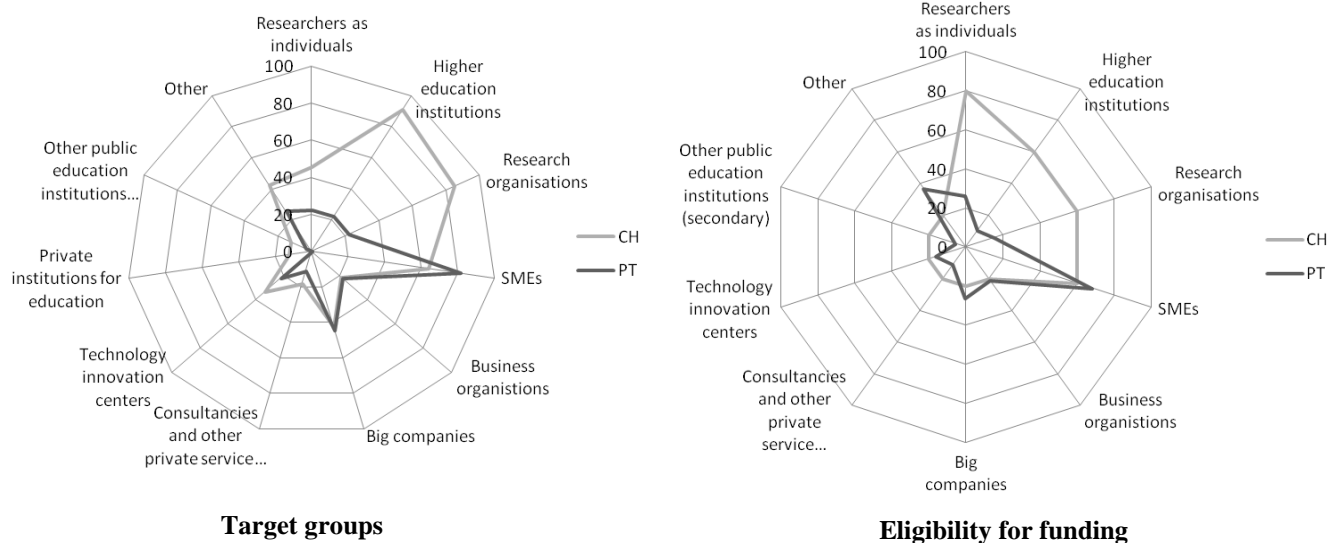 Researchers as
individuals
100
80
60
40
20
0
Higher
education
institutions
Research
organisations
SMEs
Business
organistions
Big companies
Consultancies
and other
private service...
Technology
innovation
centers
Private
institutions for
education
Other public
education
institutions...
Other
CH
PT
Target groups
Researchers
as individuals
100
80
60
40
20
0
Higher
education
institutions
Research
organisations
SMEs
Business
organistions
Big
companies
Consultancies
and other
private
service...
Technology
innovation
centers
Other public
education
institutions
(secondary)
Other
CH
PT
Eligibility for funding